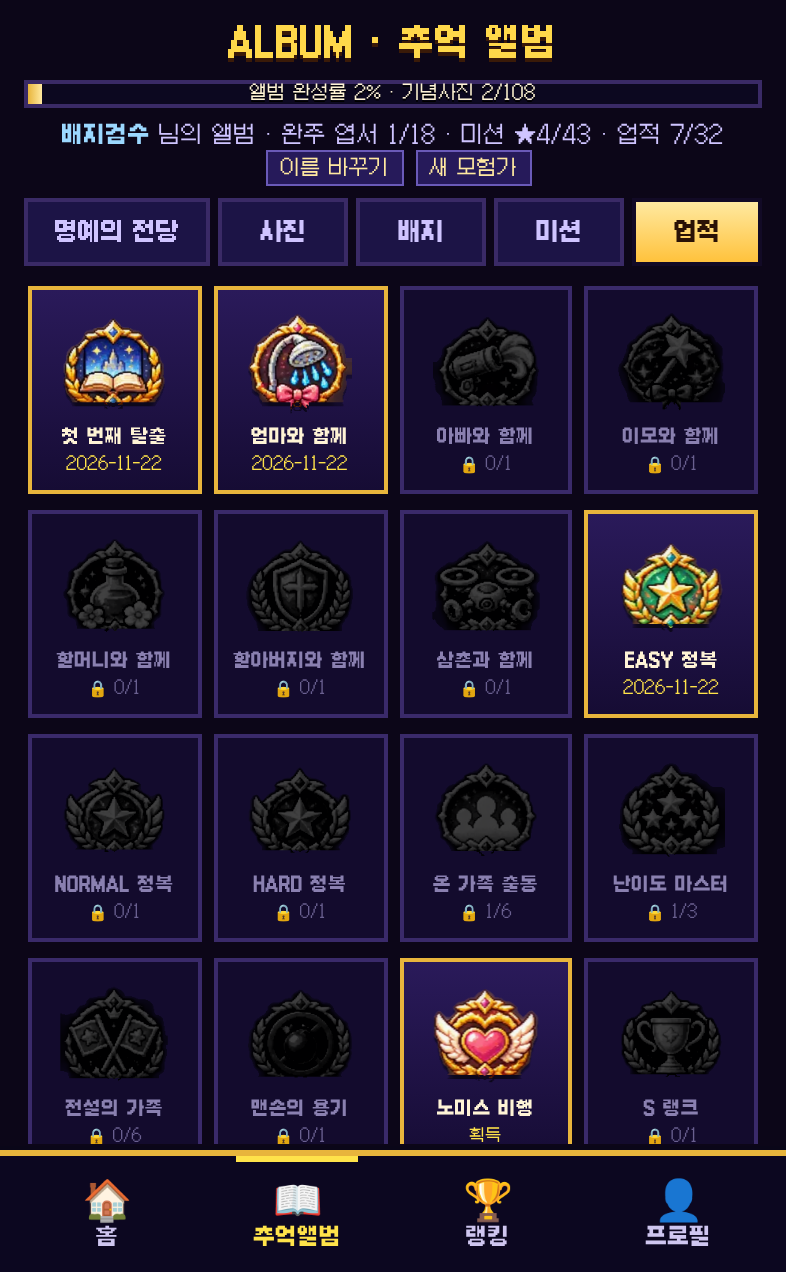 ALBUM · 추억 앨범
앨범 완성률 2% · 기념사진 2/108
배지검수 님의 앨범 · 완주 엽서 1/18 · 미션 ★4/43 · 업적 7/32
이름 바꾸기 새 모험가
명예의 전당 사진 배지 미션 업적
첫 번째 탈출 엄마와 함께 아빠와 함께 이모와 함께
2026-11-22 2026-11-22 0/1 0/1
할머니와 함께 할아버지와 함께 삼촌과 함께 EASY 정복
0/1 0/1 0/1 2026-11-22
NORMAL 정복 HARD 정복 온 가족 출동 난이도 마스터
0/1 0/1 1/6 1/3
전설의 가족 맨손의 용기 노미스 비행 S 랭크
0/6 0/1 획득 0/1
홈 추억앨범 랭킹 프로필